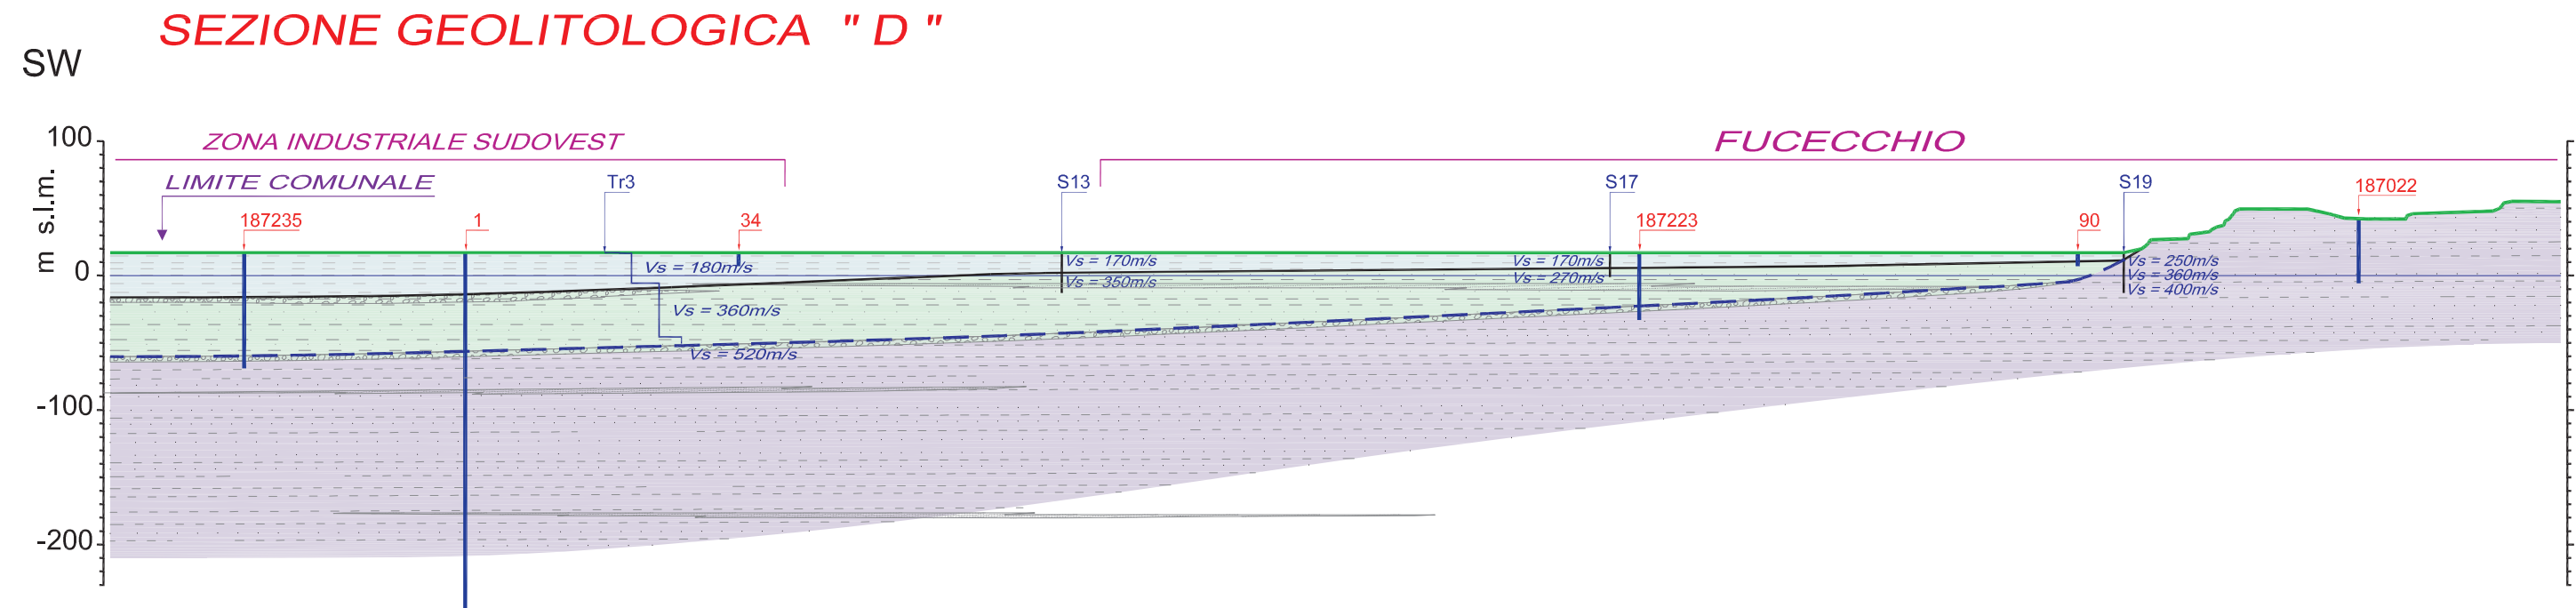 SEZIONE GEOLITOLOGICA " D "
SW
100
ZONA INDUSTRIALE SUDOVEST
FUCECCHIO
LIMITE COMUNALE
Tr3
S13
S17
S19
187022
187235
1
34
187223
90
m s.l.m.
0
-100
-200
Vs = 180m/s
Vs = 360m/s
Vs = 520m/s
Vs = 170m/s
Vs = 350m/s
Vs = 170m/s
Vs = 270m/s
Vs = 250m/s
Vs = 360m/s
Vs = 400m/s